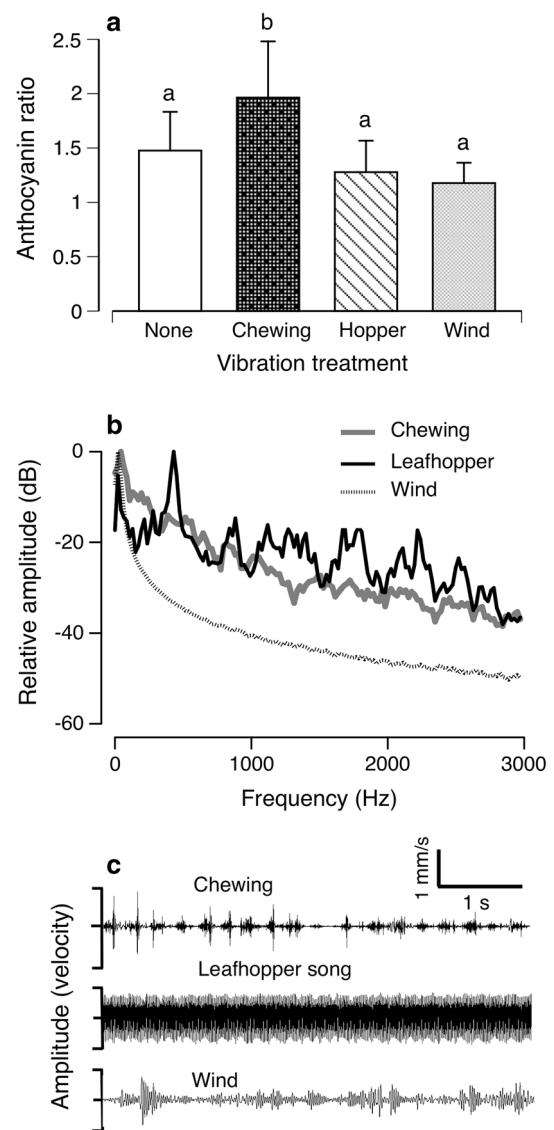 a
2.5
2
1.5
1
0.5
0
Anthocyanin ratio
a
b
a
a
None Chewing Hopper Wind
Vibration treatment
b
Chewing
Leafhopper
Wind
0
-20
-40
-60
Relative amplitude (dB)
0 1000 2000 3000
Frequency (Hz)
c
1 mm/s
1 s
Amplitude (velocity)
Chewing
Leafhopper song
Wind